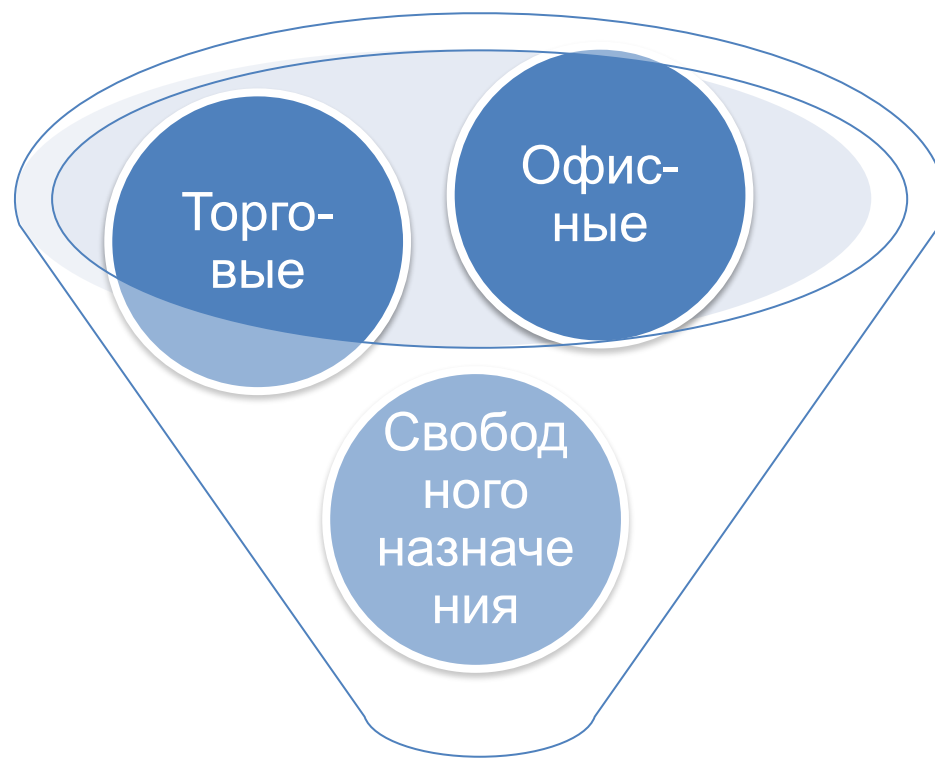 Торго-
вые
Офис-
ные
Свобод
ного
назначе
ния